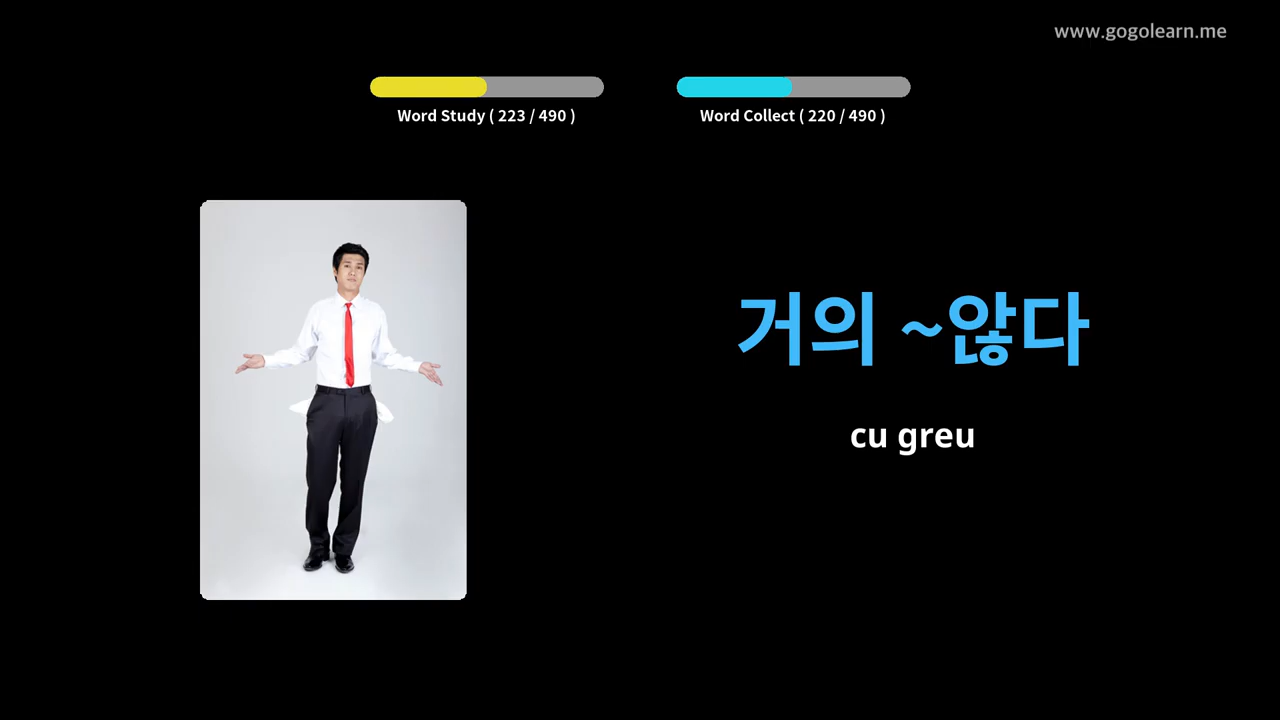 www.gogolearn.me
Word Study ( 223 / 490 )
Word Collect ( 220 / 490 )
거의 ~않다
cu greu